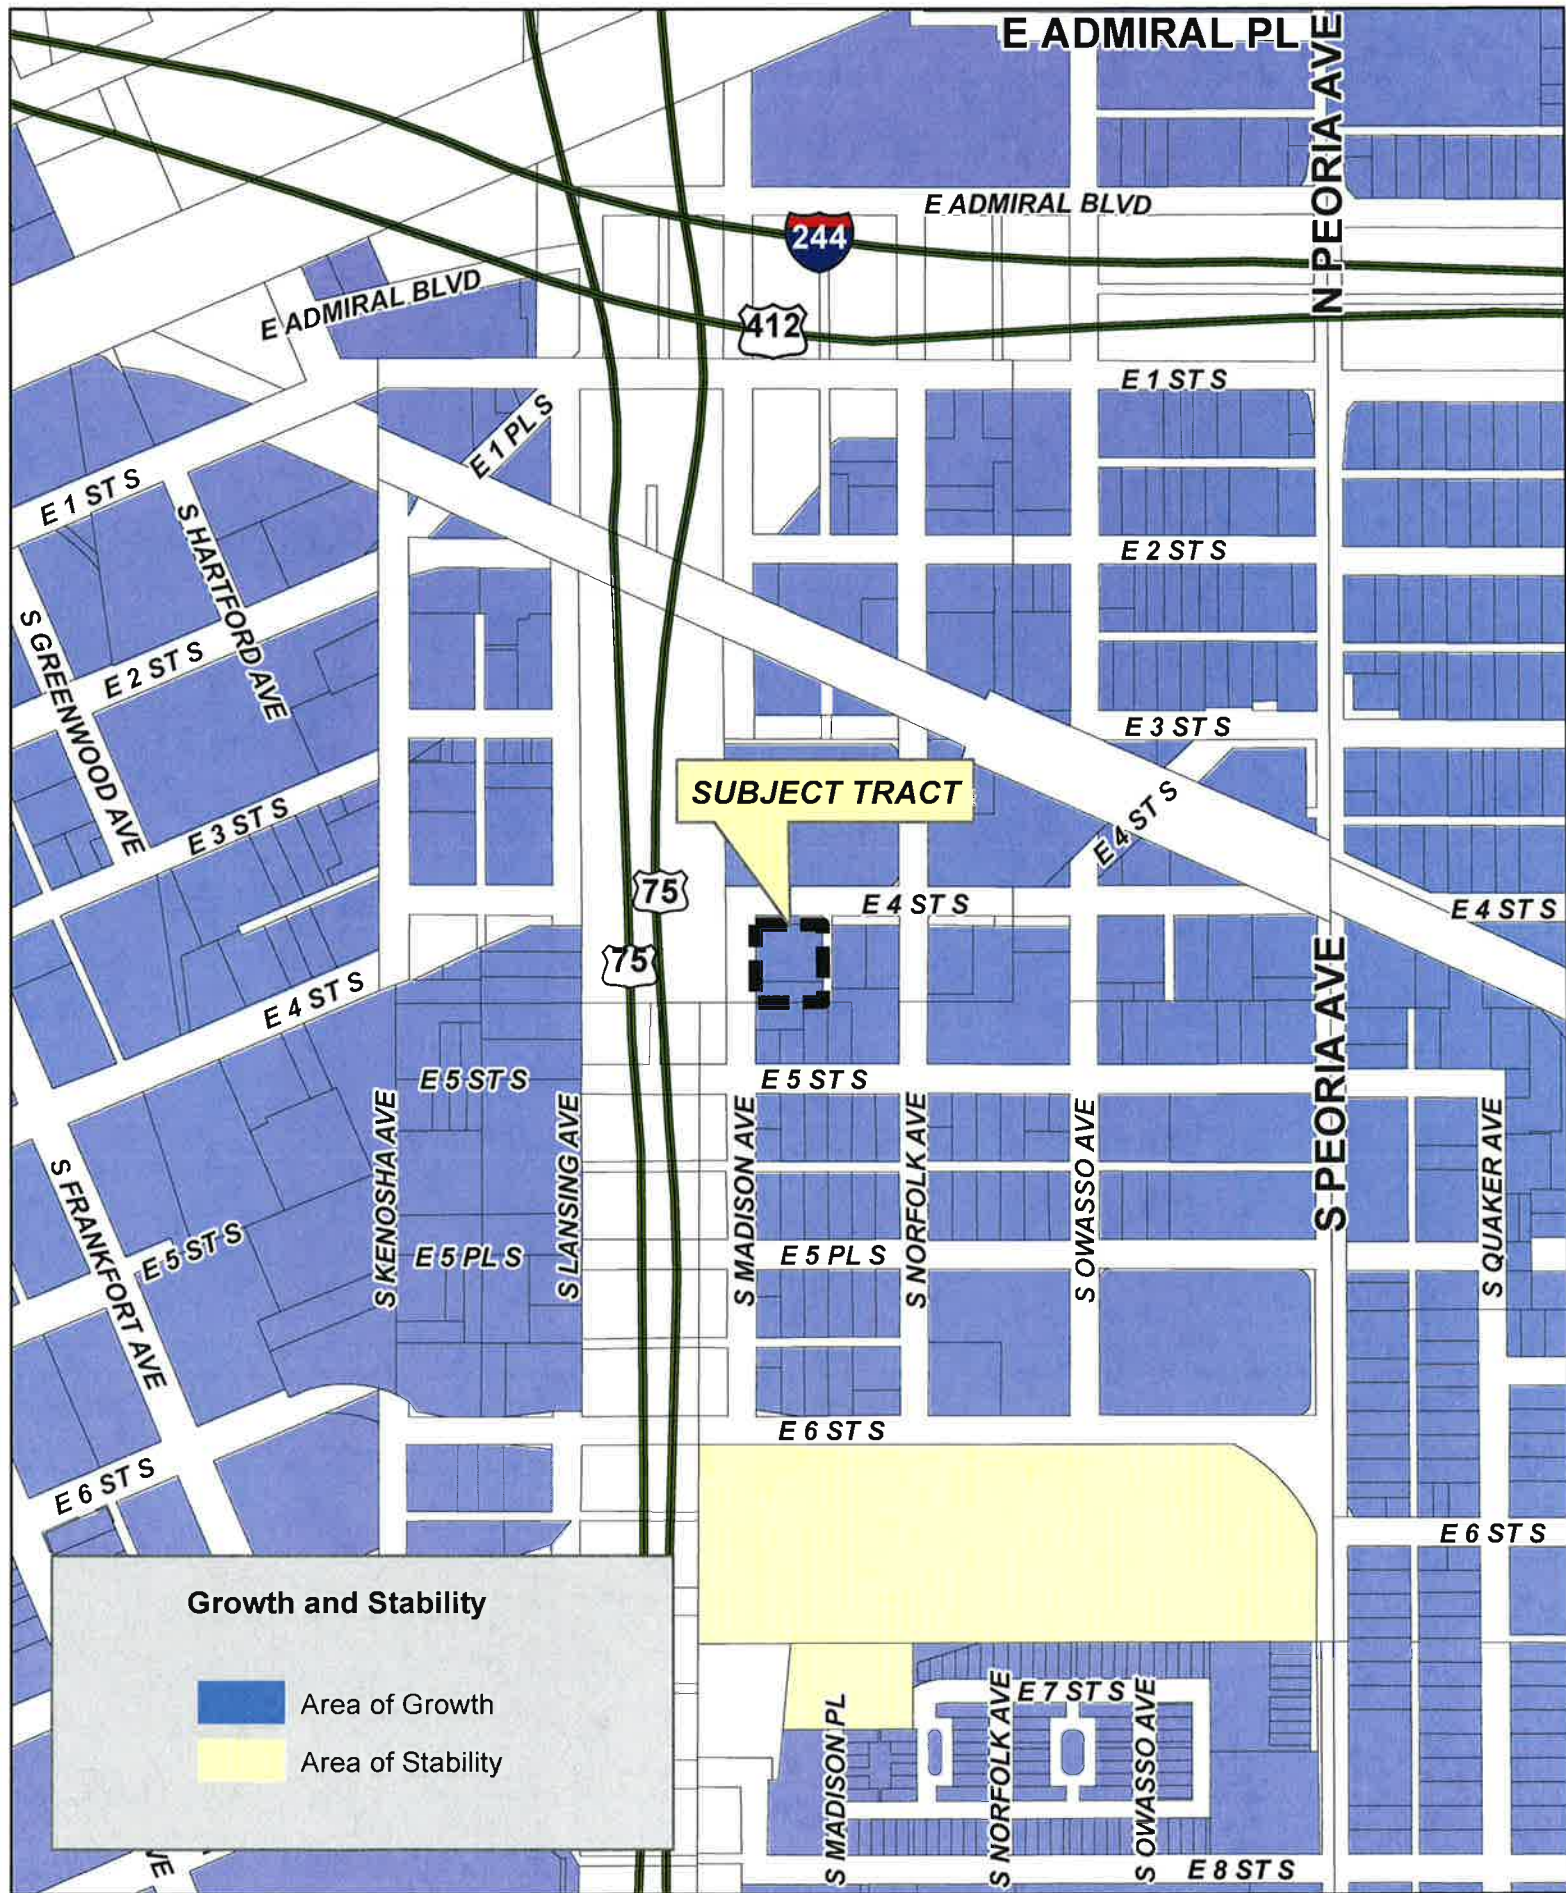 E ADMIRAL PL
N PEORIA AVE
E ADMIRAL BLVD
244
E ADMIRAL BLVD
412
E 1 ST S
E 1 PL S
E 1 ST S
S HARTFORD AVE
E 2 ST S
S GREENWOOD AVE
E 2 ST S
E 3 ST S
SUBJECT TRACT
E 3 ST S
E 4 ST S
75
E 4 ST S
E 4 ST S
75
E 4 ST S
S PEORIA AVE
E 5 ST S
E 5 ST S
S KENOSHA AVE
S LANSING AVE
S MADISON AVE
S NORFOLK AVE
S OWASSO AVE
S QUAKER AVE
S FRANKFORT AVE
E 5 ST S
E 5 PL S
E 5 PL S
E 6 ST S
E 6 ST S
E 6 ST S
Growth and Stability
Area of Growth
Area of Stability
E 7 ST S
S MADISON PL
S NORFOLK AVE
S OWASSO AVE
VE
E 8 ST S